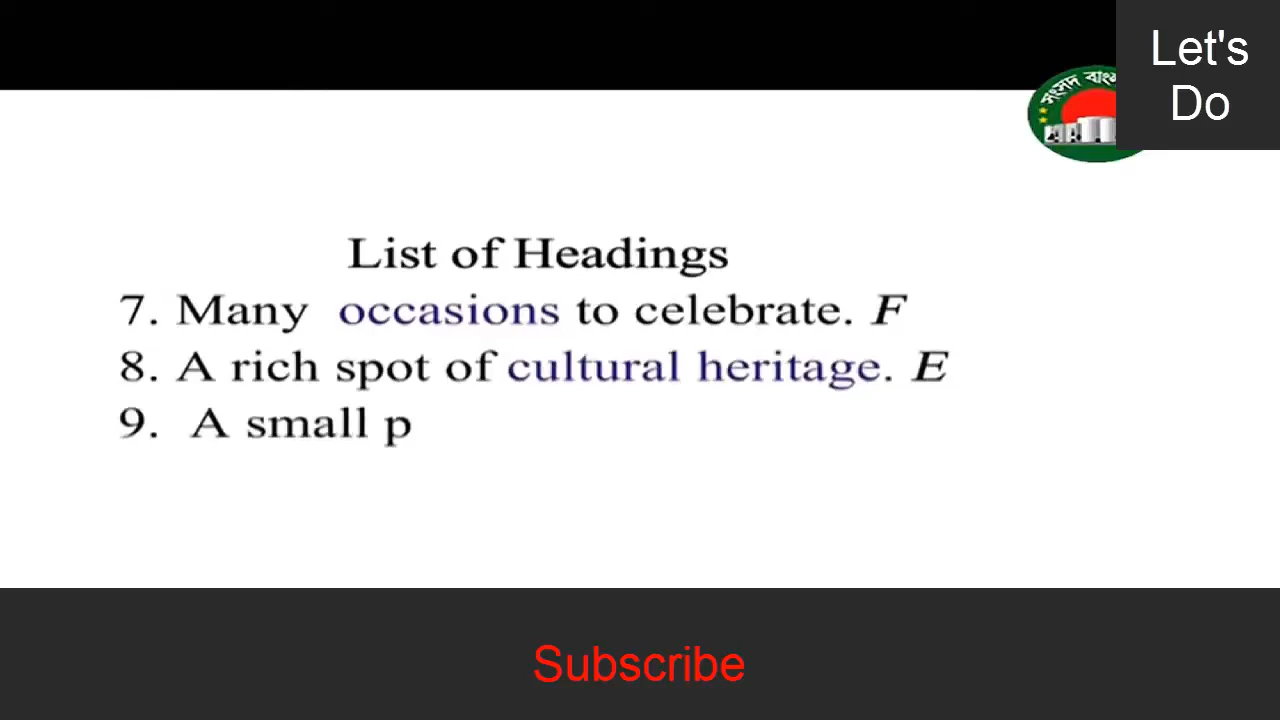 Let's
Do
সংসদ
List of Headings
7. Many occasions to celebrate. F
8. A rich spot of cultural heritage. E
9. A small p
Subscribe